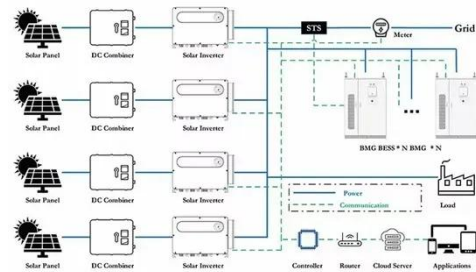 Solar Panel DC Combiner Solar Inverter
STS
Meter
Grid
Solar Panel DC Combiner Solar Inverter
BMG BESS * N BMG * N
Solar Panel DC Combiner Solar Inverter
Power
Communication
Load
Solar Panel DC Combiner Solar Inverter
Controller Router Cloud Server Applications